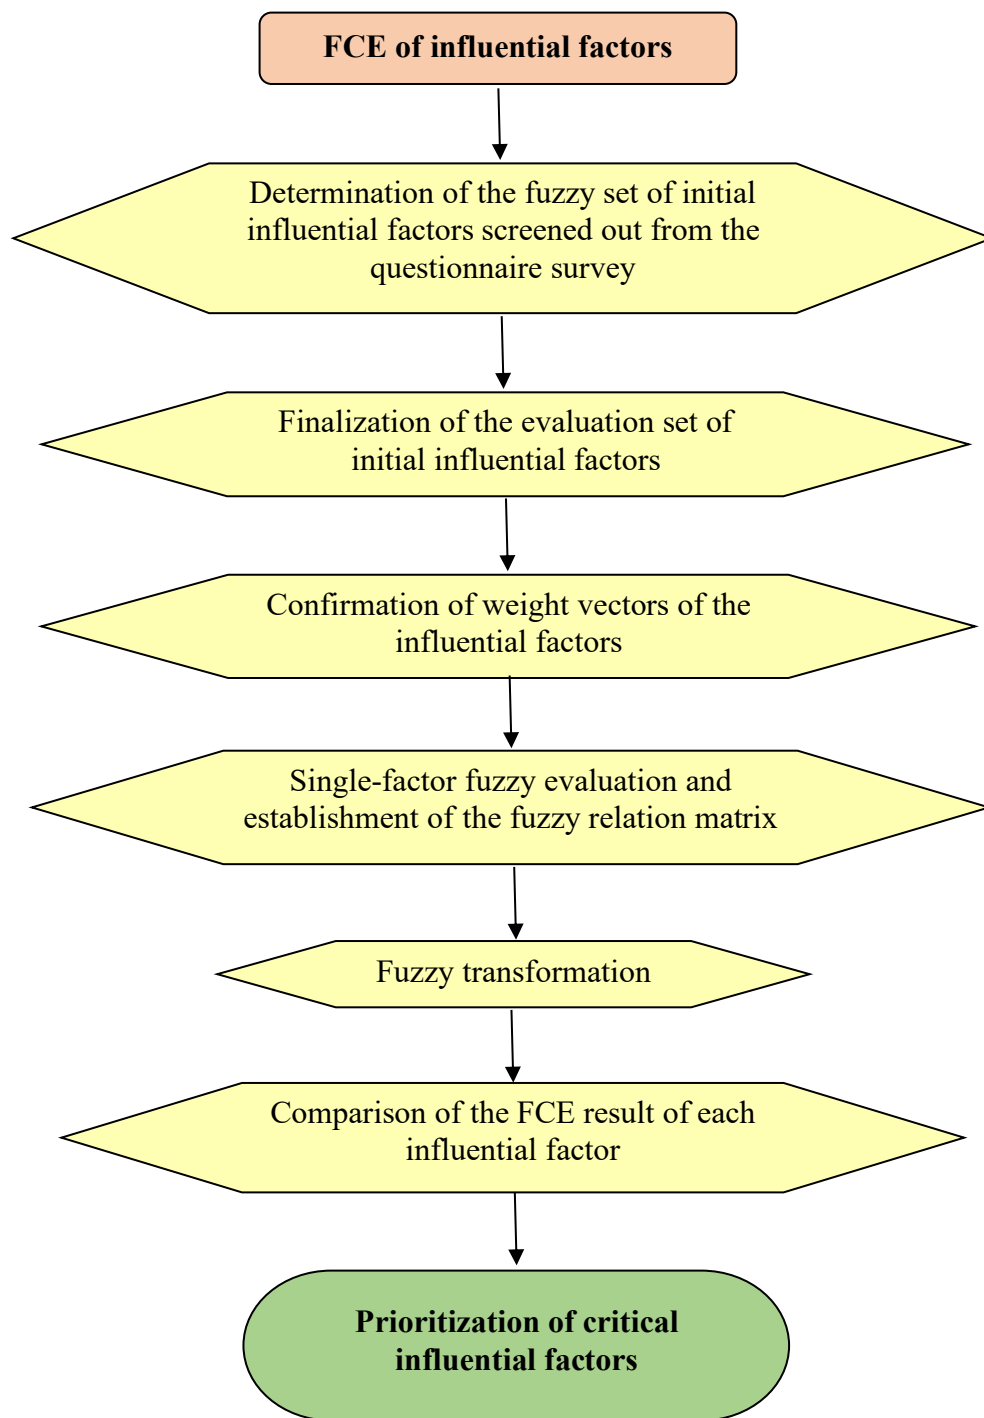 FCE of influential factors
Determination of the fuzzy set of initial
influential factors screened out from the
questionnaire survey
Finalization of the evaluation set of
initial influential factors
Confirmation of weight vectors of the
influential factors
Single-factor fuzzy evaluation and
establishment of the fuzzy relation matrix
Fuzzy transformation
Comparison of the FCE result of each
influential factor
Prioritization of critical
influential factors